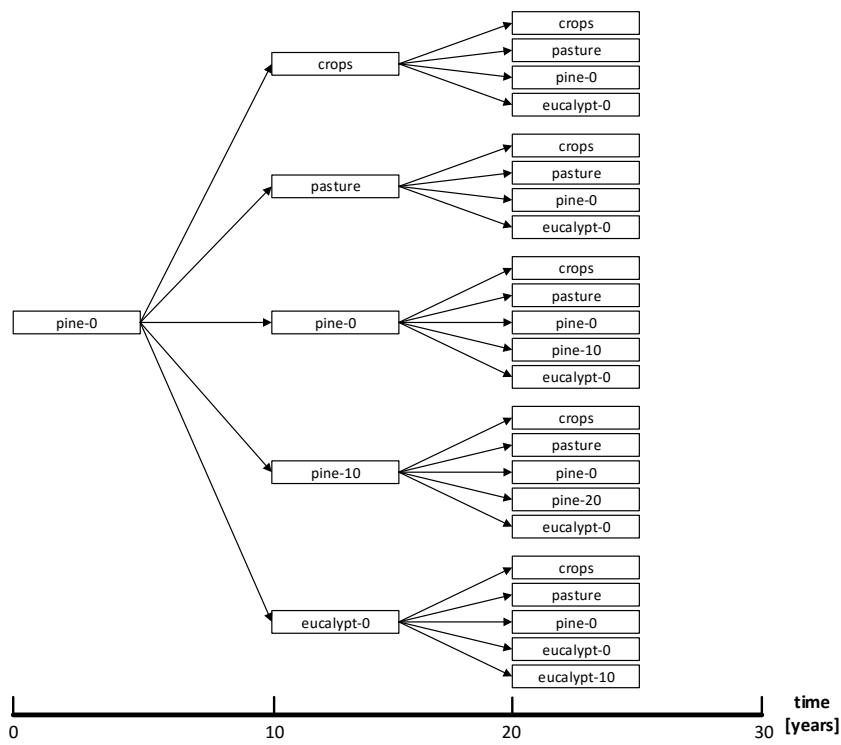 crops
pasture
pine-0
eucalypt-0
crops
crops
pasture
pine-0
eucalypt-0
pasture
crops
pasture
pine-0
pine-10
eucalypt-0
pine-0
pine-0
crops
pasture
pine-0
pine-20
eucalypt-0
pine-10
crops
pasture
pine-0
eucalypt-0
eucalypt-10
eucalypt-0
0
10
20
30
time
[years]